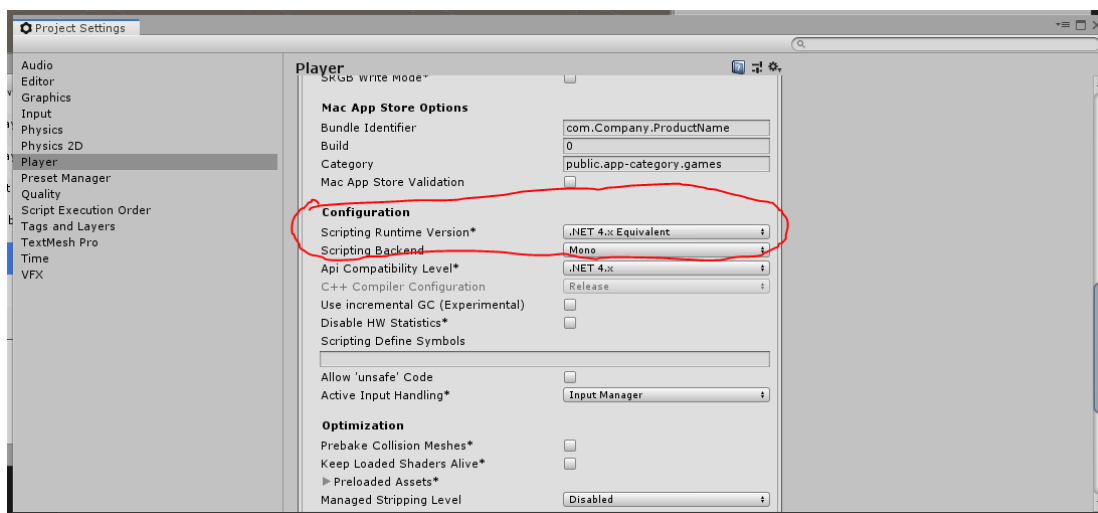 Project Settings
Audio
Editor
Graphics
Input
Physics
Physics 2D
Player
Preset Manager
Quality
Script Execution Order
Tags and Layers
TextMesh Pro
Time
VFX
Player
SRGB Write Mode*
Mac App Store Options
Bundle Identifier com.Company.ProductName
Build 0
Category public.app-category.games
Mac App Store Validation
Configuration
Scripting Runtime Version* .NET 4.x Equivalent
Scripting Backend Mono
Api Compatibility Level* .NET 4.x
C++ Compiler Configuration Release
Use incremental GC (Experimental)
Disable HW Statistics*
Scripting Define Symbols
Allow 'unsafe' Code
Active Input Handling* Input Manager
Optimization
Prebake Collision Meshes*
Keep Loaded Shaders Alive*
Preloaded Assets*
Managed Stripping Level Disabled